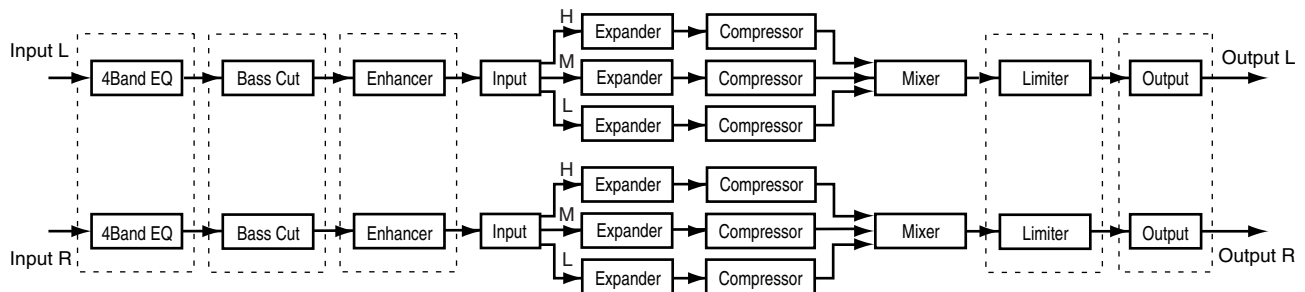 H
Expander
Compressor
Input L
M
Output L
4Band EQ
Bass Cut
Enhancer
Input
Expander
Compressor
Mixer
Limiter
Output
L
Expander
Compressor
H
Expander
Compressor
M
4Band EQ
Bass Cut
Enhancer
Input
Expander
Compressor
Mixer
Limiter
Output
Input R
L
Output R
Expander
Compressor